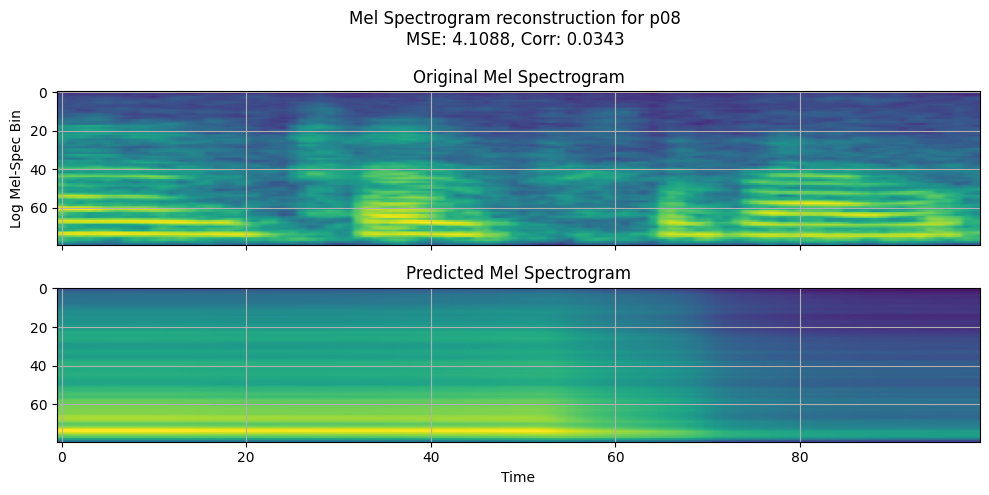 Mel Spectrogram reconstruction for p08
MSE: 4.1088, Corr: 0.0343
Original Mel Spectrogram
Log Mel-Spec Bin
0
20
40
60
Predicted Mel Spectrogram
0
20
40
60
0 20 40 60 80
Time